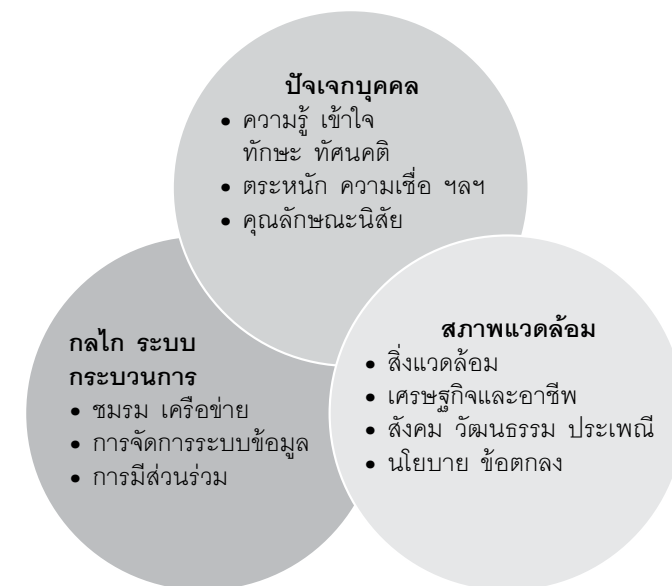 ปัจเจกบุคคล
• ความรู้ เข้าใจ
ทักษะ ทัศนคติ
• ตระหนัก ความเชื่อ ฯลฯ
• คุณลักษณะนิสัย
กลไก ระบบ
กระบวนการ
• ชมรม เครือข่าย
• การจัดการระบบข้อมูล
• การมีส่วนร่วม
สภาพแวดล้อม
• สิ่งแวดล้อม
• เศรษฐกิจและอาชีพ
• สังคม วัฒนธรรม ประเพณี
• นโยบาย ข้อตกลง